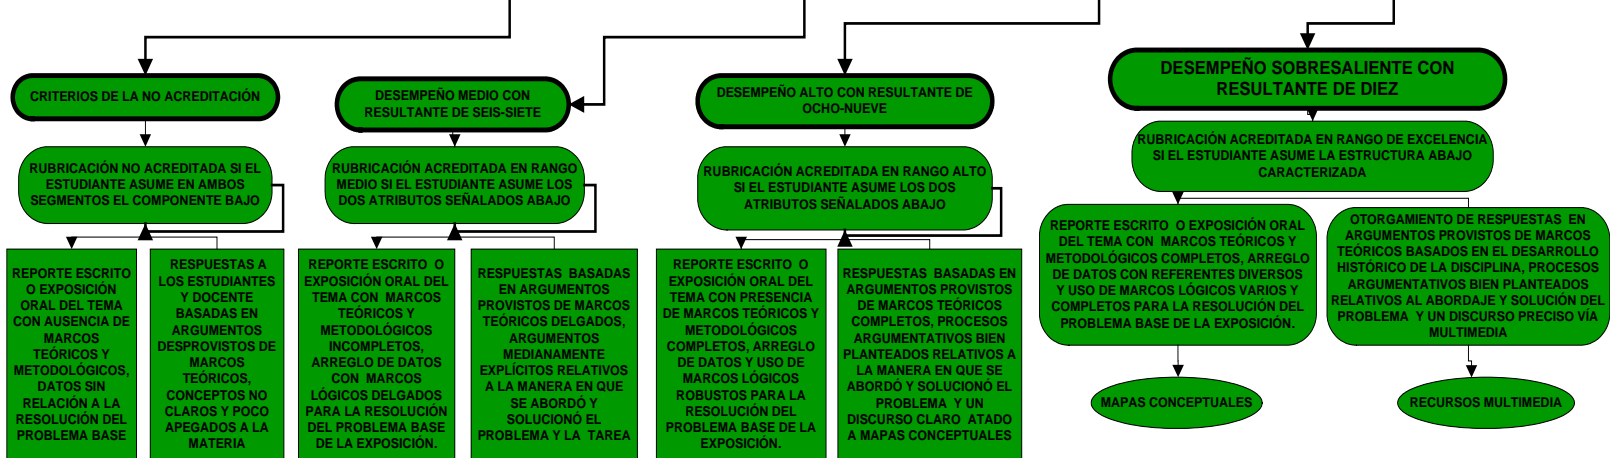 CRITERIOS DE LA NO ACREDITACIÓN
RUBRICACIÓN NO ACREDITADA SI EL
ESTUDIANTE ASUME EN AMBOS
SEGMENTOS EL COMPONENTE BAJO
REPORTE ESCRITO
O EXPOSICIÓN
ORAL DEL TEMA
CON AUSENCIA DE
MARCOS
TEÓRICOS Y
METODOLÓGICOS,
DATOS SIN
RELACIÓN A LA
RESOLUCIÓN DEL
PROBLEMA BASE
RESPUESTAS A
LOS ESTUDIANTES
Y DOCENTE
BASADAS EN
ARGUMENTOS
DESPROVISTOS DE
MARCOS
TEÓRICOS,
CONCEPTOS NO
CLAROS Y POCO
APEGADOS A LA
MATERIA
DESEMPEÑO MEDIO CON
RESULTANTE DE SEIS-SIETE
RUBRICACIÓN ACREDITADA EN RANGO
MEDIO SI EL ESTUDIANTE ASUME LOS
DOS ATRIBUTOS SEÑALADOS ABAJO
REPORTE ESCRITO O
EXPOSICIÓN ORAL DEL
TEMA CON MARCOS
TEÓRICOS Y
METODOLÓGICOS
INCOMPLETOS,
ARREGLO DE DATOS
CON MARCOS
LÓGICOS DELGADOS
PARA LA RESOLUCIÓN
DEL PROBLEMA BASE
DE LA EXPOSICIÓN.
RESPUESTAS BASADAS
EN ARGUMENTOS
PROVISTOS DE MARCOS
TEÓRICOS DELGADOS,
ARGUMENTOS
MEDIANAMENTE
EXPLÍCITOS RELATIVOS
A LA MANERA EN QUE
SE ABORDÓ Y
SOLUCIONÓ EL
PROBLEMA Y LA TAREA
DESEMPEÑO ALTO CON RESULTANTE DE
OCHO-NUEVE
RUBRICACIÓN ACREDITADA EN RANGO ALTO
SI EL ESTUDIANTE ASUME LOS DOS
ATRIBUTOS SEÑALADOS ABAJO
REPORTE ESCRITO O
EXPOSICIÓN ORAL DEL
TEMA CON PRESENCIA
DE MARCOS TEÓRICOS Y
METODOLÓGICOS
COMPLETOS, ARREGLO
DE DATOS Y USO DE
MARCOS LÓGICOS
ROBUSTOS PARA LA
RESOLUCIÓN DEL
PROBLEMA BASE DE LA
EXPOSICIÓN.
RESPUESTAS BASADAS EN
ARGUMENTOS PROVISTOS
DE MARCOS TEÓRICOS
COMPLETOS, PROCESOS
ARGUMENTATIVOS BIEN
PLANTEADOS RELATIVOS A
LA MANERA EN QUE SE
ABORDÓ Y SOLUCIONÓ EL
PROBLEMA Y UN
DISCURSO CLARO ATADO
A MAPAS CONCEPTUALES
DESEMPEÑO SOBRESALIENTE CON
RESULTANTE DE DIEZ
RUBRICACIÓN ACREDITADA EN RANGO DE EXCELENCIA
SI EL ESTUDIANTE ASUME LA ESTRUCTURA ABAJO
CARACTERIZADA
REPORTE ESCRITO O EXPOSICIÓN ORAL
DEL TEMA CON MARCOS TEÓRICOS Y
METODOLÓGICOS COMPLETOS, ARREGLO
DE DATOS CON REFERENTES DIVERSOS
Y USO DE MARCOS LÓGICOS VARIOS Y
COMPLETOS PARA LA RESOLUCIÓN DEL
PROBLEMA BASE DE LA EXPOSICIÓN.
OTORGAMIENTO DE RESPUESTAS EN
ARGUMENTOS PROVISTOS DE MARCOS
TEÓRICOS BASADOS EN EL DESARROLLO
HISTÓRICO DE LA DISCIPLINA, PROCESOS
ARGUMENTATIVOS BIEN PLANTEADOS
RELATIVOS AL ABORDAJE Y SOLUCIÓN DEL
PROBLEMA Y UN DISCURSO PRECISO VÍA
MULTIMEDIA
MAPAS CONCEPTUALES
RECURSOS MULTIMEDIA